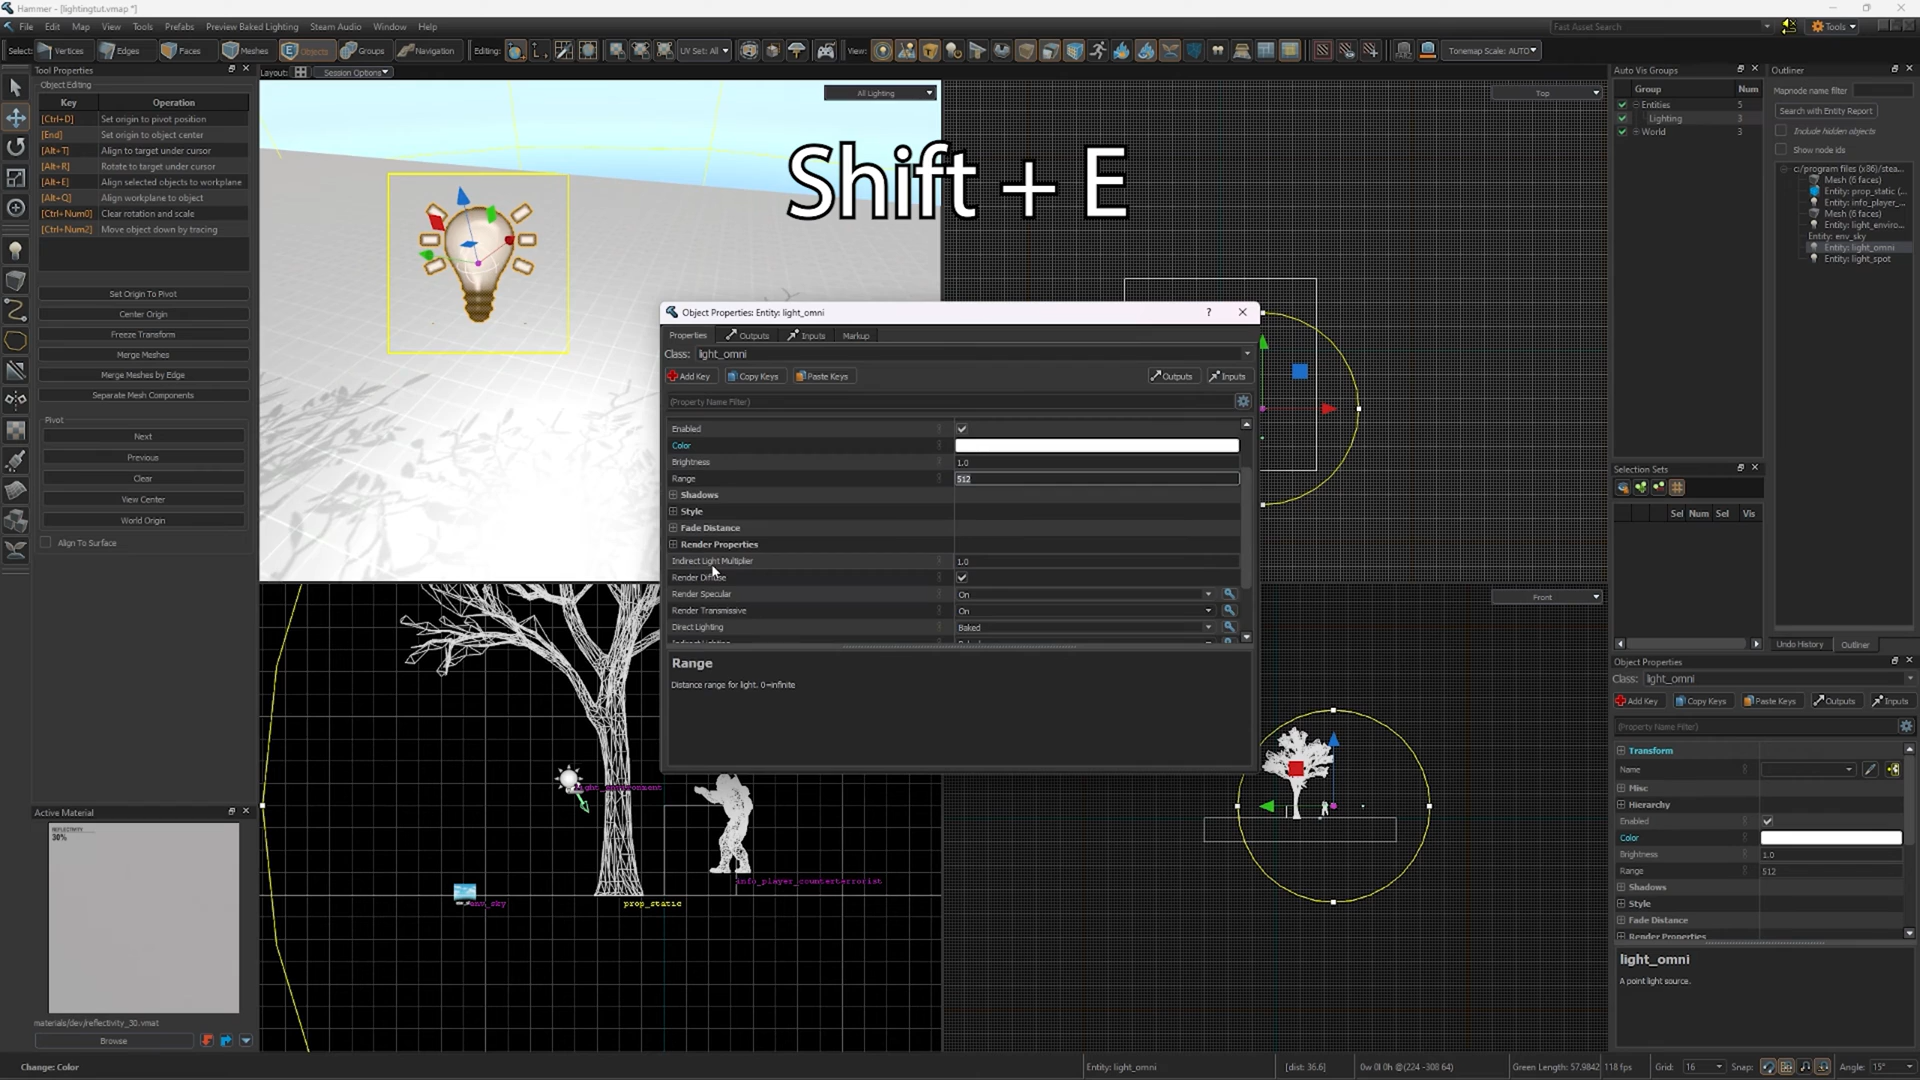 Hammer - [lightingtut.vmap *]
File Edit Map View Tools Prefabs Preview Baked Lighting Steam Audio Window Help
Fast Asset Search
Tools
Select: Vertices Edges Faces Meshes Objects Groups Navigation Editing: UV Set: All View: Tonemap Scale: AUTO
Tool Properties
Object Editing
Key Operation
[Ctrl+D] Set origin to pivot position
[End] Set origin to object center
[Alt+T] Align to target under cursor
[Alt+R] Rotate to target under cursor
[Alt+E] Align selected objects to workplane
[Alt+Q] Align workplane to object
[Ctrl+Num0] Clear rotation and scale
[Ctrl+Num2] Move object down by tracing
Set Origin To Pivot
Center Origin
Freeze Transform
Merge Meshes
Merge Meshes by Edge
Separate Mesh Components
Pivot
Next
Previous
Clear
View Center
World Origin
Align To Surface
Active Material
REFLECTIVITY
30%
materials/dev/reflectivity_30.vmat
Browse
Layout: Session Options
All Lighting
Top
Front
Shift + E
Object Properties: Entity: light_omni
? 
Properties Outputs Inputs Markup
Class: light_omni
Add Key Copy Keys Paste Keys Outputs Inputs
(Property Name Filter)
Enabled
Color
Brightness 1.0
Range 512
Shadows
Style
Fade Distance
Render Properties
Indirect Light Multiplier 1.0
Render Diffuse
Render Specular On
Render Transmissive On
Direct Lighting Baked
Range
Distance range for light. 0=infinite
light_environment
info_player_counterterrorist
env_sky
prop_static
Auto Vis Groups
Group Num
Entities 5
Lighting 3
World 3
Outliner
Mapnode name filter
Search with Entity Report
Include hidden objects
Show node ids
c:/program files (x86)/stea...
Mesh (6 faces)
Entity: prop_static (...
Entity: info_player_...
Mesh (6 faces)
Entity: light_enviro...
Entity: env_sky
Entity: light_omni
Entity: light_spot
Selection Sets
Sel Num Sel Vis
Undo History Outliner
Object Properties
Class: light_omni
Add Key Copy Keys Paste Keys Outputs Inputs
(Property Name Filter)
Transform
Name
Misc
Hierarchy
Enabled
Color
Brightness 1.0
Range 512
Shadows
Style
Fade Distance
Render Properties
light_omni
A point light source.
Change: Color
Entity: light_omni
[dist: 36.6]
0w 0l 0h @(224 -308 64)
Green Length: 57.9842
118 fps
Grid: 16
Snap:
Angle: 15°